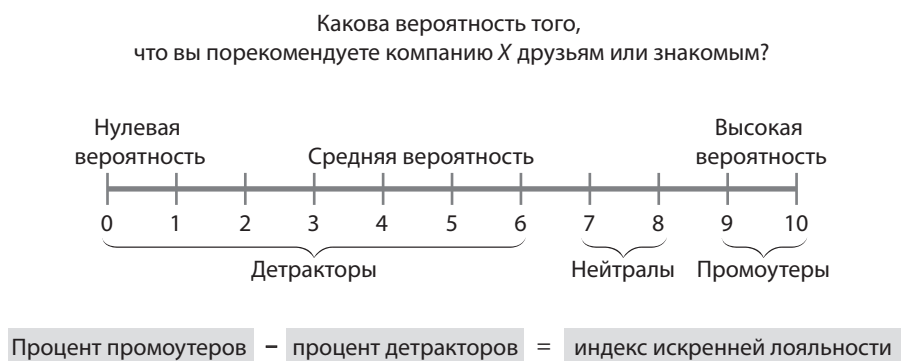 Какова вероятность того,
что вы порекомендуете компанию X друзьям или знакомым?
Нулевая
вероятность
Средняя вероятность
Высокая
вероятность
0 1 2 3 4 5 6 7 8 9 10
Детракторы Нейтралы Промоутеры
Процент промоутеров – процент детракторов = индекс искренней лояльности